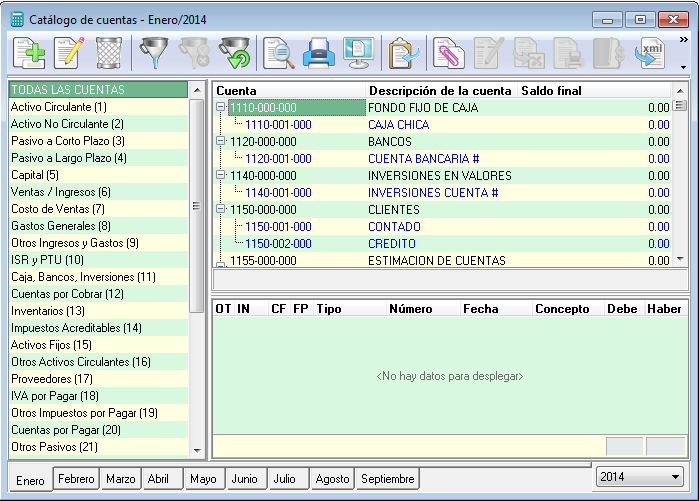 Catálogo de cuentas - Enero/2014
xml
»
TODAS LAS CUENTAS
Activo Circulante (1)
Activo No Circulante (2)
Pasivo a Corto Plazo (3)
Pasivo a Largo Plazo (4)
Capital (5)
Ventas / Ingresos (6)
Costo de Ventas (7)
Gastos Generales (8)
Otros Ingresos y Gastos (9)
ISR y PTU (10)
Caja, Bancos, Inversiones (11)
Cuentas por Cobrar (12)
Inventarios (13)
Impuestos Acreditables (14)
Activos Fijos (15)
Otros Activos Circulantes (16)
Proveedores (17)
IVA por Pagar (18)
Otros Impuestos por Pagar (19)
Cuentas por Pagar (20)
Otros Pasivos (21)
Cuenta Descripción de la cuenta Saldo final
1110-000-000 FONDO FIJO DE CAJA 0.00
1110-001-000 CAJA CHICA 0.00
1120-000-000 BANCOS 0.00
1120-001-000 CUENTA BANCARIA # 0.00
1140-000-000 INVERSIONES EN VALORES 0.00
1140-001-000 INVERSIONES CUENTA # 0.00
1150-000-000 CLIENTES 0.00
1150-001-000 CONTADO 0.00
1150-002-000 CREDITO 0.00
1155-000-000 ESTIMACION DE CUENTAS 0.00
OT IN CF FP Tipo Número Fecha Concepto Debe Haber
<No hay datos para desplegar>
Enero Febrero Marzo Abril Mayo Junio Julio Agosto Septiembre 2014